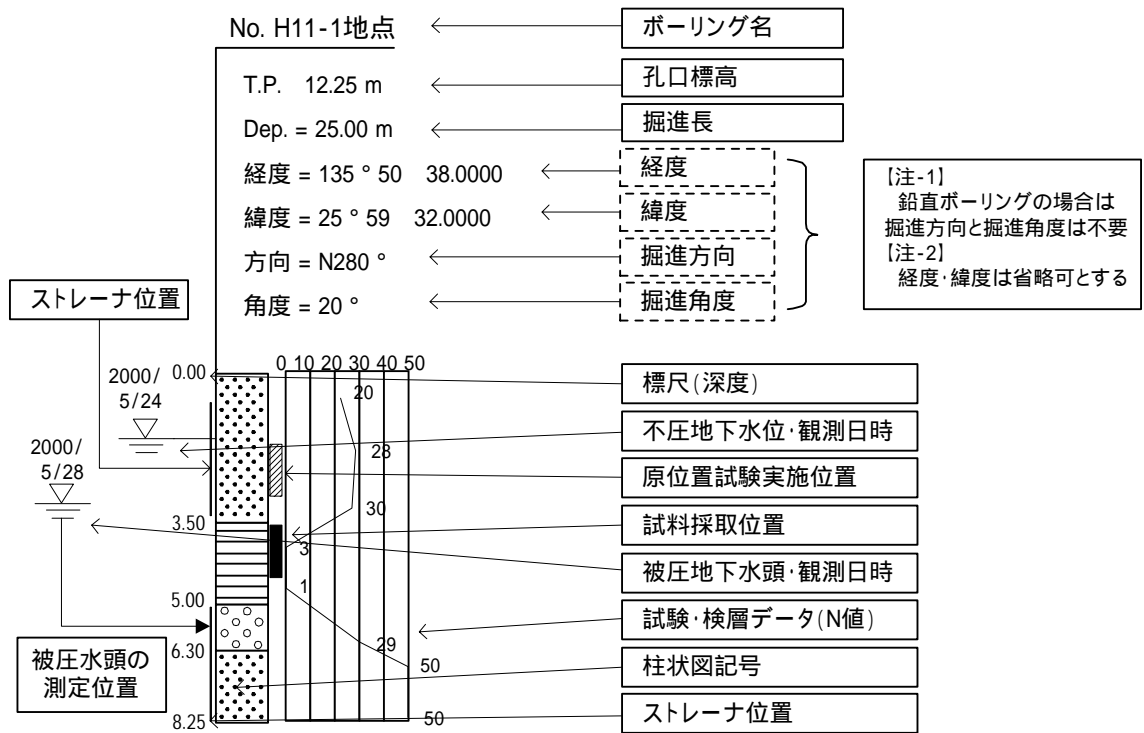 No. H11-1地点
ボーリング名
T.P. 12.25 m
孔口標高
Dep. = 25.00 m
掘進長
経度 = 135 ° 50 38.0000
経度
緯度 = 25 ° 59 32.0000
緯度
方向 = N280 °
掘進方向
角度 = 20 °
掘進角度
【注-1】
鉛直ボーリングの場合は
掘進方向と掘進角度は不要
【注-2】
経度・緯度は省略可とする
ストレーナ位置
0 10 20 30 40 50
0.00
2000/
5/24
2000/
5/28
3.50
5.00
6.30
8.25
被圧水頭の
測定位置
20
28
30
3
1
29
50
50
標尺(深度)
不圧地下水位・観測日時
原位置試験実施位置
試料採取位置
被圧地下水頭・観測日時
試験・検層データ(N値)
柱状図記号
ストレーナ位置